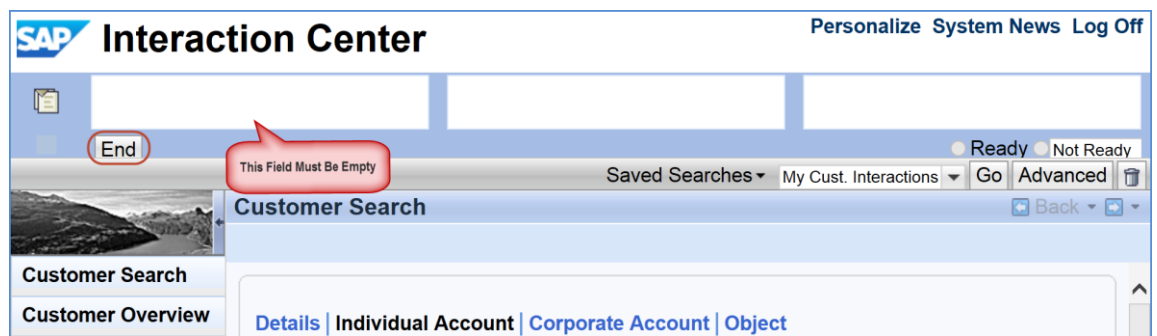 SAP Interaction Center
Personalize System News Log Off
End
This Field Must Be Empty
Ready Not Ready
Saved Searches My Cust. Interactions Go Advanced
Customer Search
Back
Customer Search
Customer Overview
Details | Individual Account | Corporate Account | Object